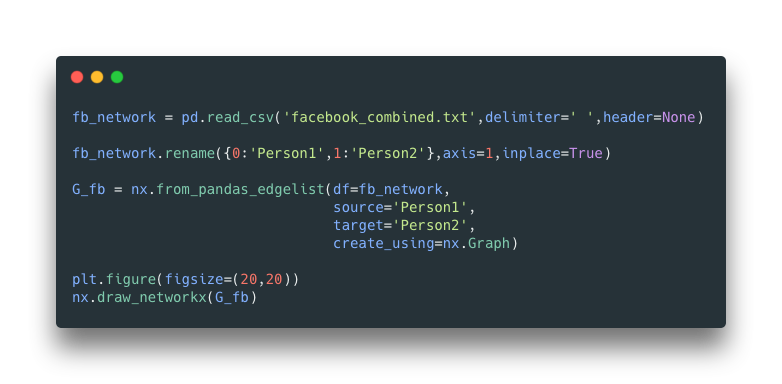 fb_network = pd.read_csv('facebook_combined.txt',delimiter=' ',header=None)
fb_network.rename({0:'Person1',1:'Person2'},axis=1,inplace=True)
G_fb = nx.from_pandas_edgelist(df=fb_network,
                               source='Person1',
                               target='Person2',
                               create_using=nx.Graph)
plt.figure(figsize=(20,20))
nx.draw_networkx(G_fb)